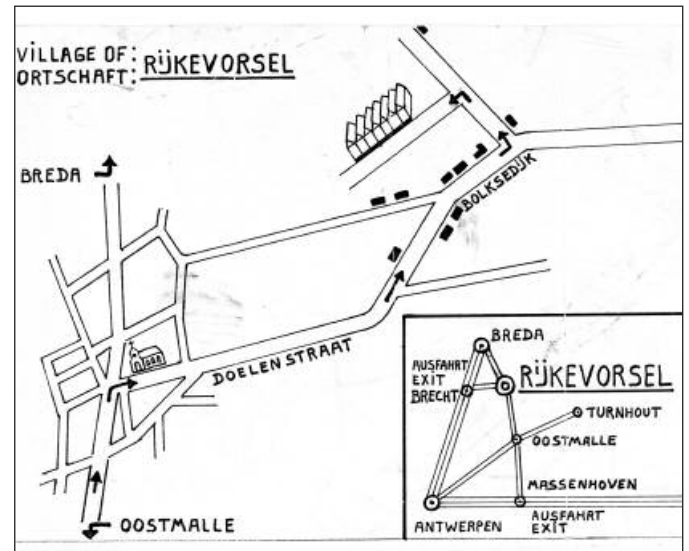 VILLAGE OF:
ORTSCHAFT: RIJKEVORSEL
BREDA
BOLKSEDIJK
DOELENSTRAAT
OOSTMALLE
BREDA
AUSFAHRT
EXIT
BRECHT
RIJKEVORSEL
TURNHOUT
OOSTMALLE
MASSENHOVEN
ANTWERPEN
AUSFAHRT
EXIT